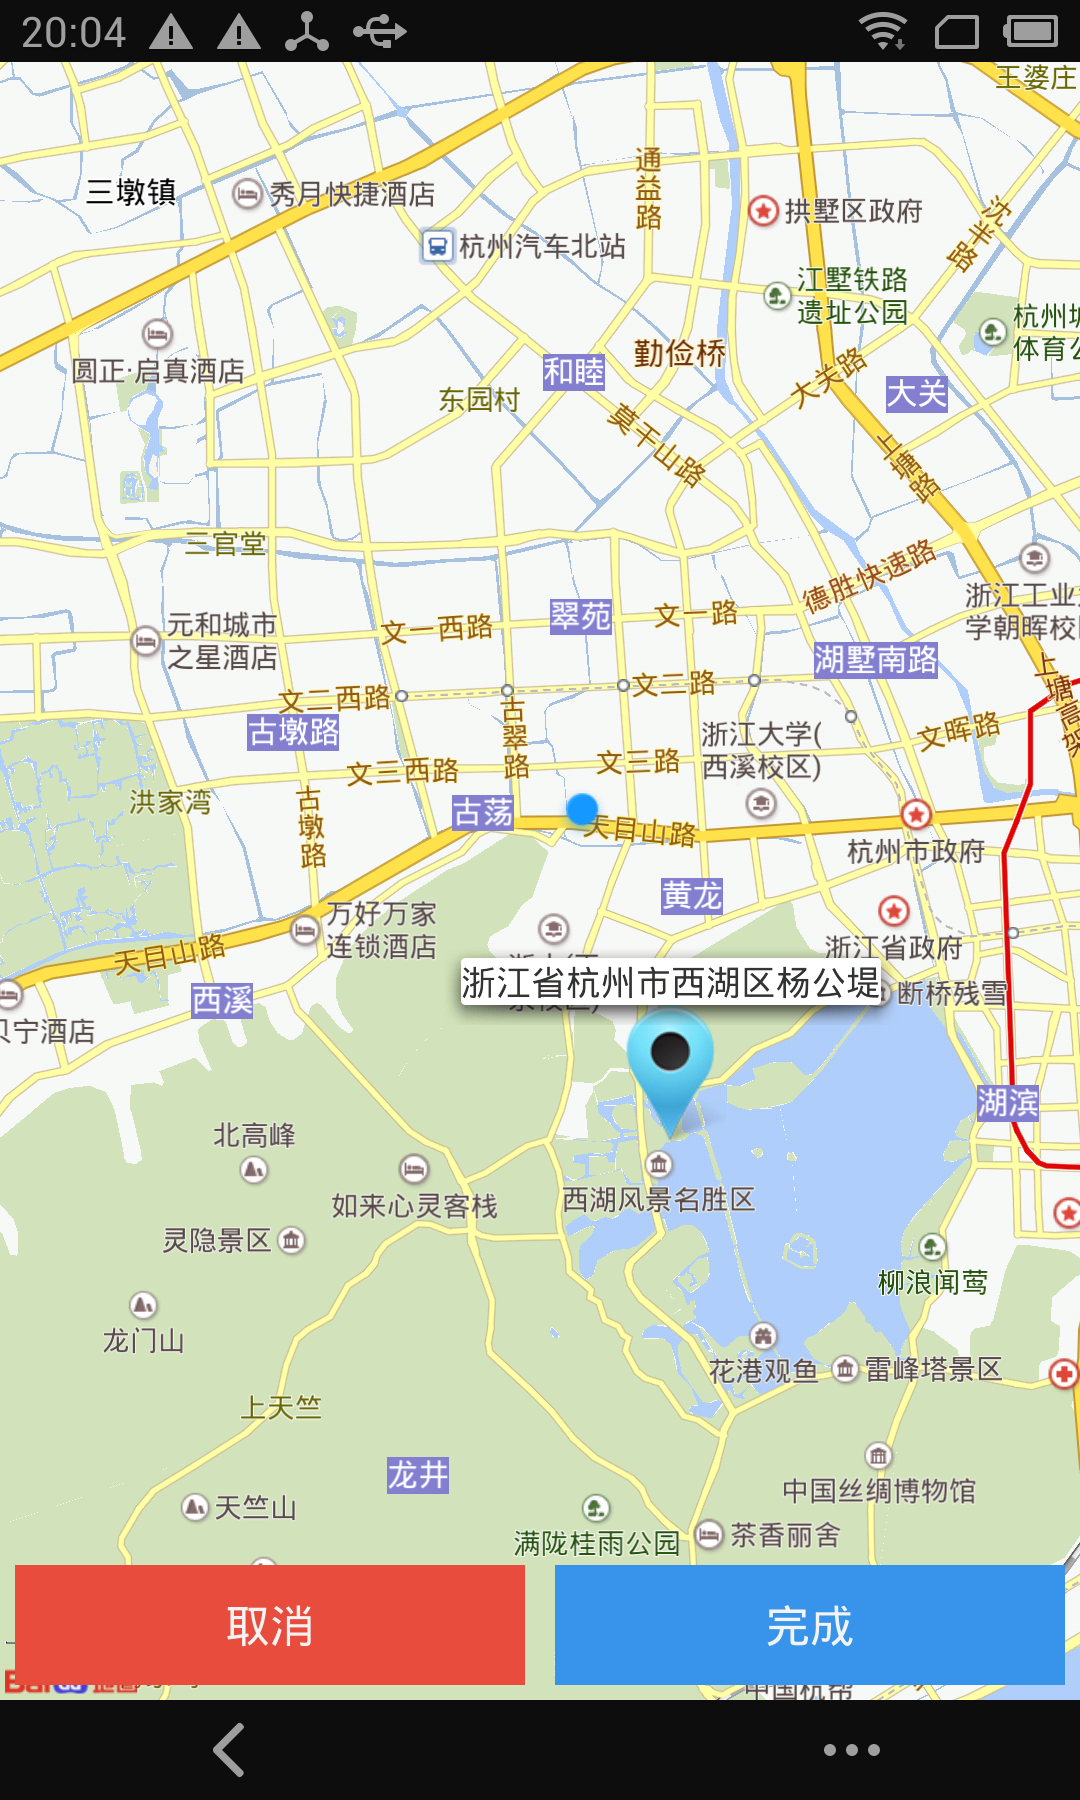 20:04
王婆庄
三墩镇
秀月快捷酒店
通益路
拱墅区政府
沈半路
杭州汽车北站
江墅铁路
遗址公园
杭州城
体育公
圆正·启真酒店
和睦
勤俭桥
大关路
大关
东园村
莫干山路
上塘路
三官堂
德胜快速路
浙江工业
学朝晖校
元和城市
之星酒店
文一西路
翠苑
文一路
湖墅南路
上塘高架
文二西路
文二路
古墩路
古翠路
浙江大学(
西溪校区)
文晖路
文三西路
文三路
洪家湾
古墩路
古荡
天目山路
杭州市政府
黄龙
万好万家
连锁酒店
浙江省政府
天目山路
浙江省杭州市西湖区杨公堤
西溪
断桥残雪
贝宁酒店
湖滨
北高峰
如来心灵客栈
西湖风景名胜区
灵隐景区
柳浪闻莺
龙门山
花港观鱼
雷峰塔景区
上天竺
龙井
中国丝绸博物馆
天竺山
满陇桂雨公园
茶香丽舍
取消
完成